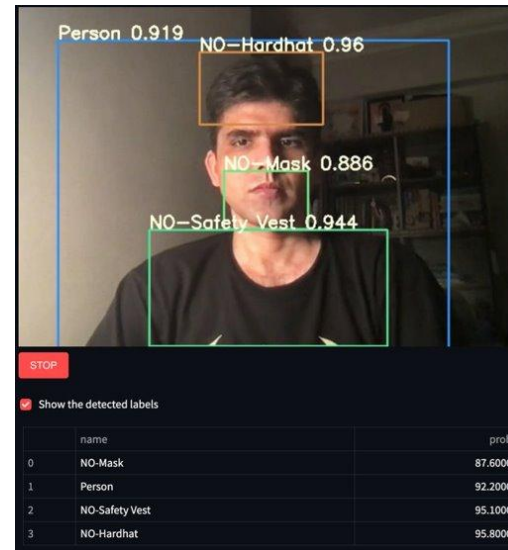 Person 0.919
NO-Hardhat 0.96
NO-Mask 0.886
NO-Safety Vest 0.944
STOP
Show the detected labels
name prob
0 NO-Mask 87.6000
1 Person 92.2000
2 NO-Safety Vest 95.1000
3 NO-Hardhat 95.8000